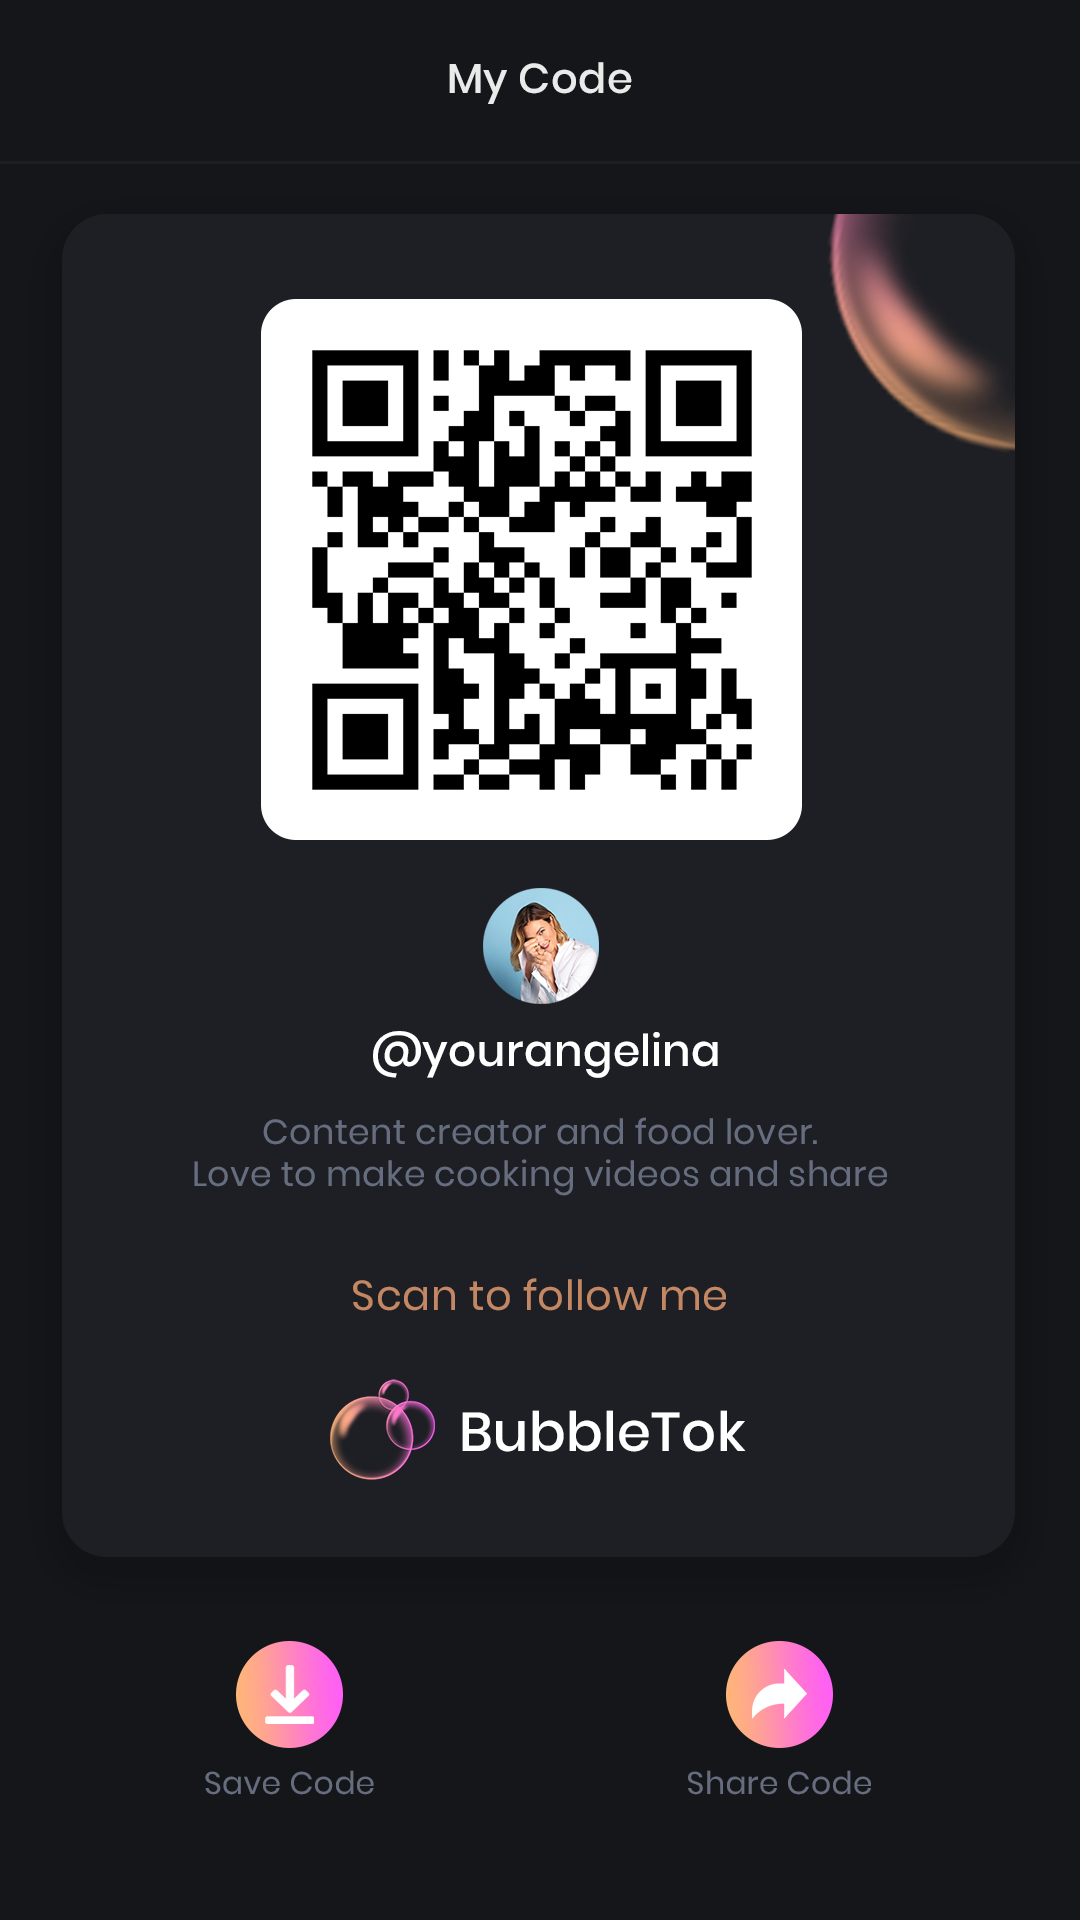 My Code
@yourangelina
Content creator and food lover.
Love to make cooking videos and share
Scan to follow me
BubbleTok
Save Code
Share Code